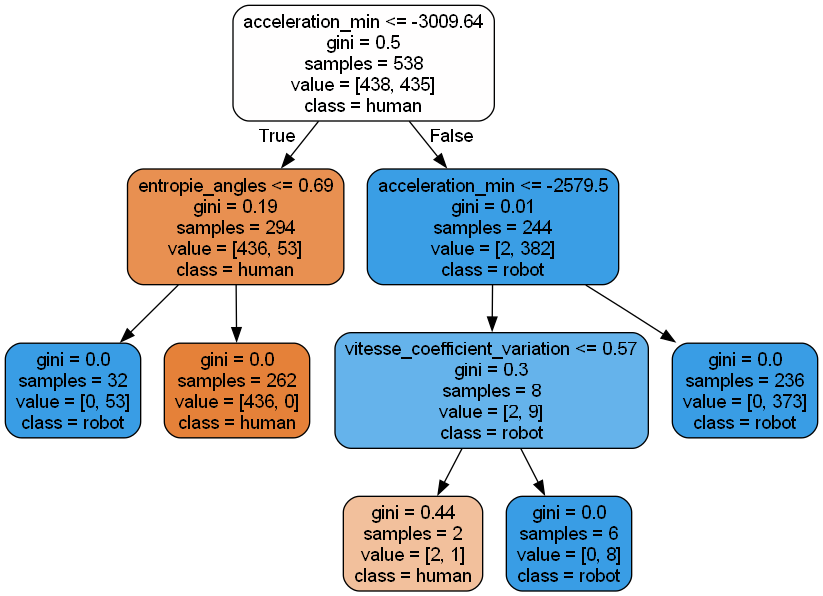 acceleration_min <= -3009.64
gini = 0.5
samples = 538
value = [438, 435]
class = human
True
False
entropie_angles <= 0.69
gini = 0.19
samples = 294
value = [436, 53]
class = human
acceleration_min <= -2579.5
gini = 0.01
samples = 244
value = [2, 382]
class = robot
gini = 0.0
samples = 32
value = [0, 53]
class = robot
gini = 0.0
samples = 262
value = [436, 0]
class = human
vitesse_coefficient_variation <= 0.57
gini = 0.3
samples = 8
value = [2, 9]
class = robot
gini = 0.0
samples = 236
value = [0, 373]
class = robot
gini = 0.44
samples = 2
value = [2, 1]
class = human
gini = 0.0
samples = 6
value = [0, 8]
class = robot